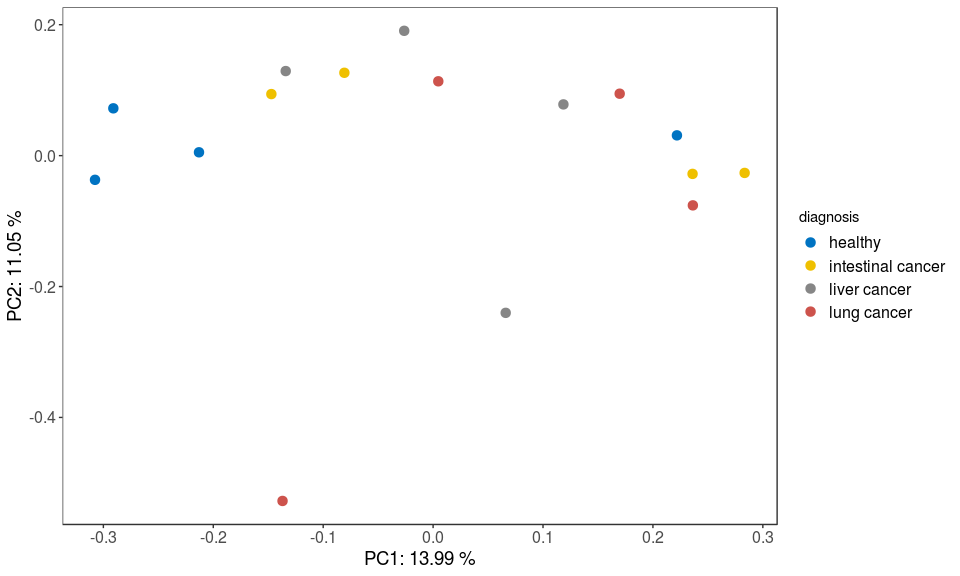 0.2
0.0
-0.2
-0.4
PC2: 11.05 %
-0.3 -0.2 -0.1 0.0 0.1 0.2 0.3
PC1: 13.99 %
diagnosis
healthy
intestinal cancer
liver cancer
lung cancer